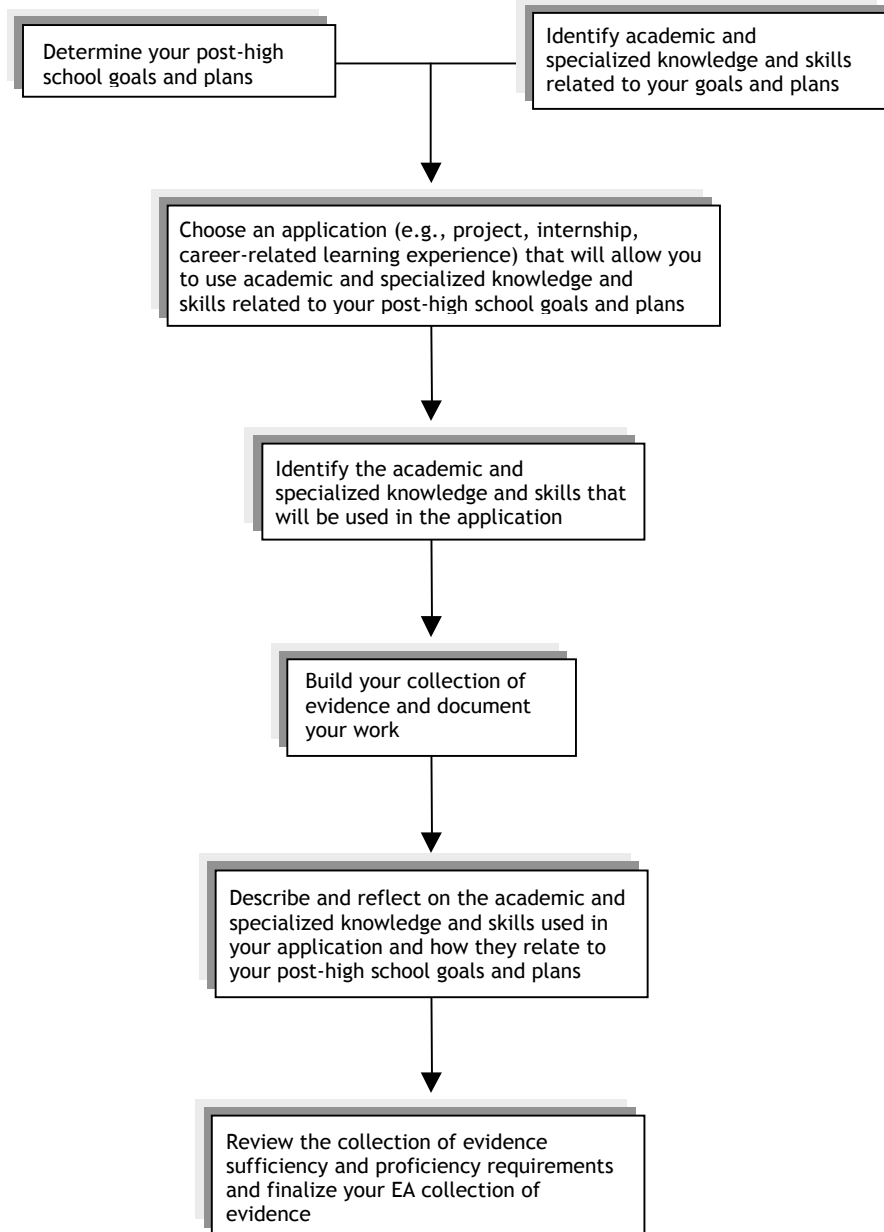 Determine your post-high
school goals and plans
Identify academic and
specialized knowledge and skills
related to your goals and plans
Choose an application (e.g., project, internship,
career-related learning experience) that will allow you
to use academic and specialized knowledge and
skills related to your post-high school goals and plans
Identify the academic and
specialized knowledge and skills that
will be used in the application
Build your collection of
evidence and document
your work
Describe and reflect on the academic and
specialized knowledge and skills used in
your application and how they relate to
your post-high school goals and plans
Review the collection of evidence
sufficiency and proficiency requirements
and finalize your EA collection of
evidence